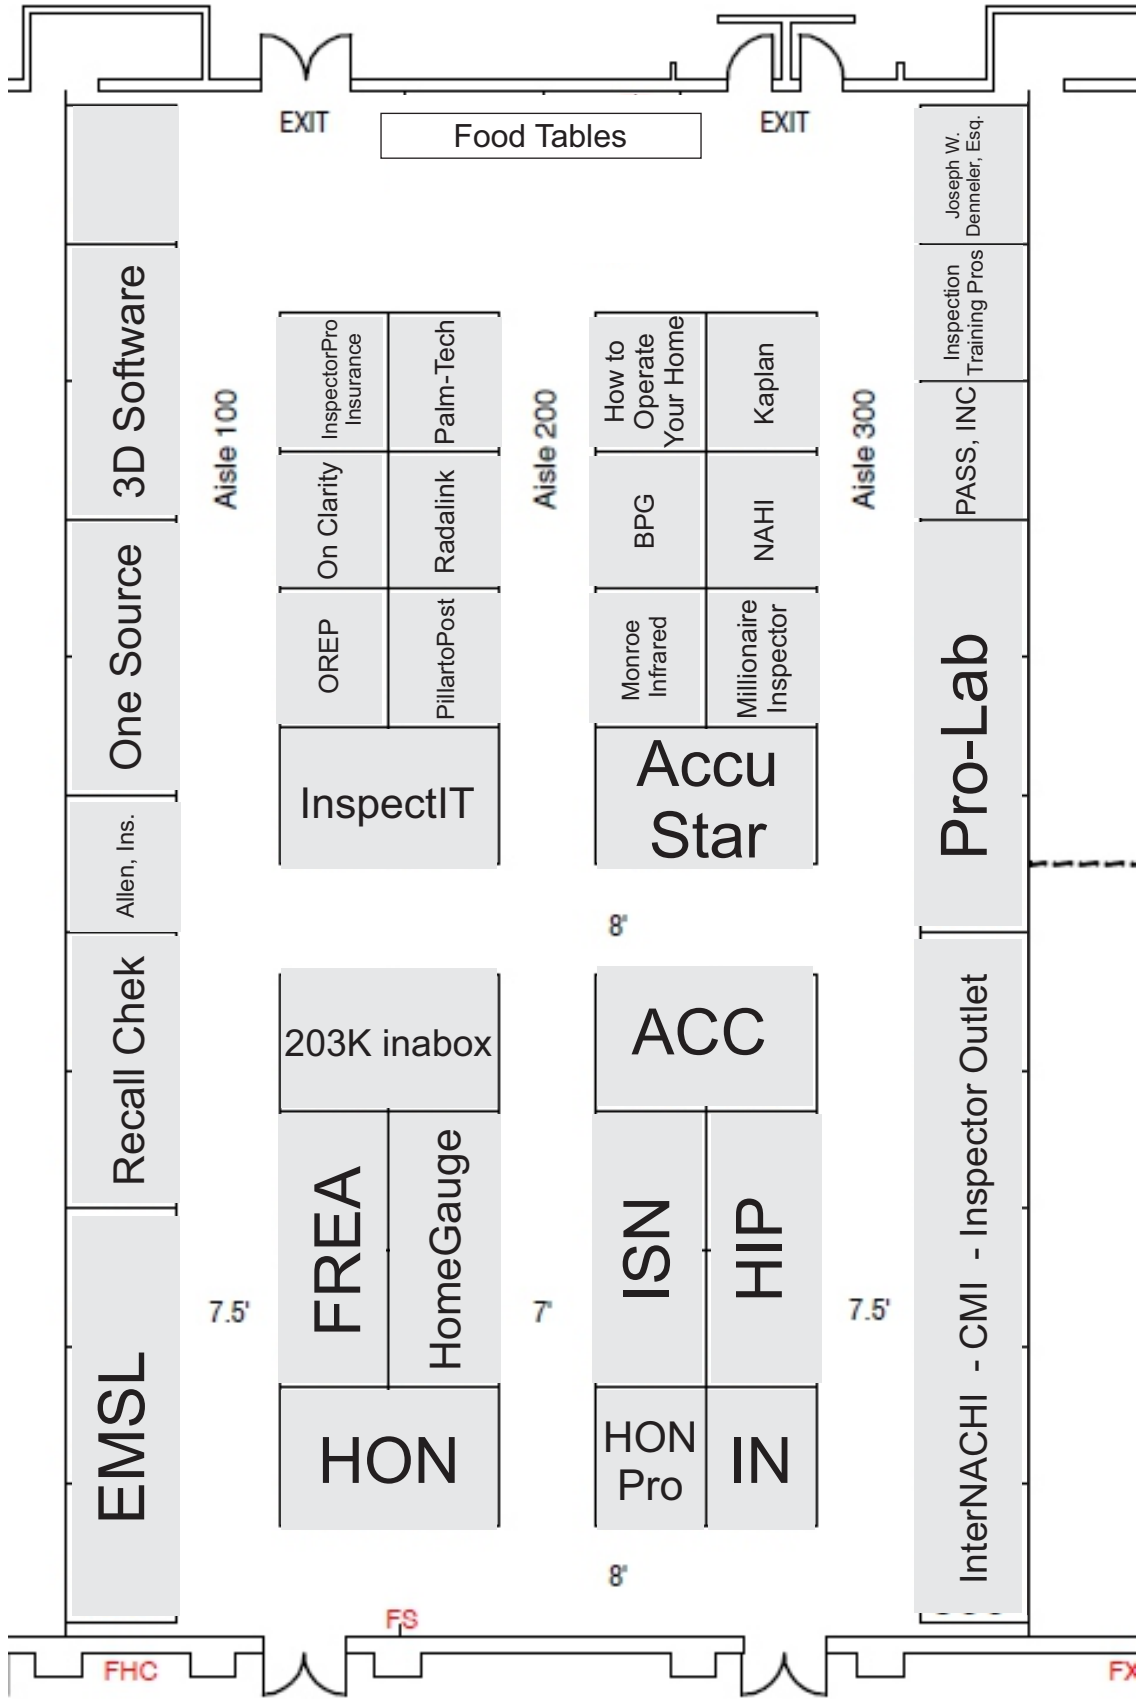 EXIT
EXIT
Food Tables
Joseph W.
Denneler, Esq.
3D Software
Inspection
Training Pros
InspectorPro
Insurance
Palm-Tech
How to
Operate
Your Home
Kaplan
Aisle 100
Aisle 200
Aisle 300
PASS, INC
On Clarity
Radalink
BPG
NAHI
One Source
OREP
PillartoPost
Monroe
Infrared
Millionaire
Inspector
Pro-Lab
InspectIT
Accu
Star
Allen, Ins.
8'
Recall Chek
203K inabox
ACC
InterNACHI - CMI - Inspector Outlet
FREA
HomeGauge
ISN
HIP
7.5'
7'
7.5'
EMSL
HON
HON
Pro
IN
8'
FS
FHC
FX